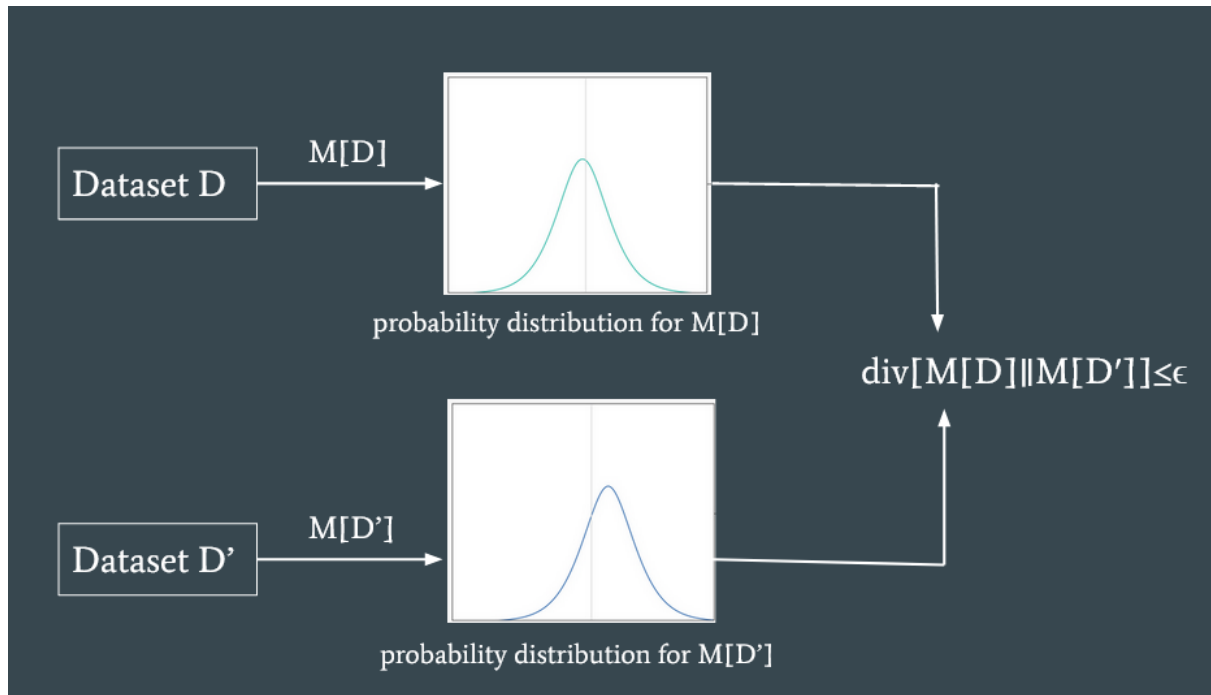 M[D]
Dataset D
probability distribution for M[D]
div[M[D]||M[D′]]≤ϵ
M[D’]
Dataset D’
probability distribution for M[D’]